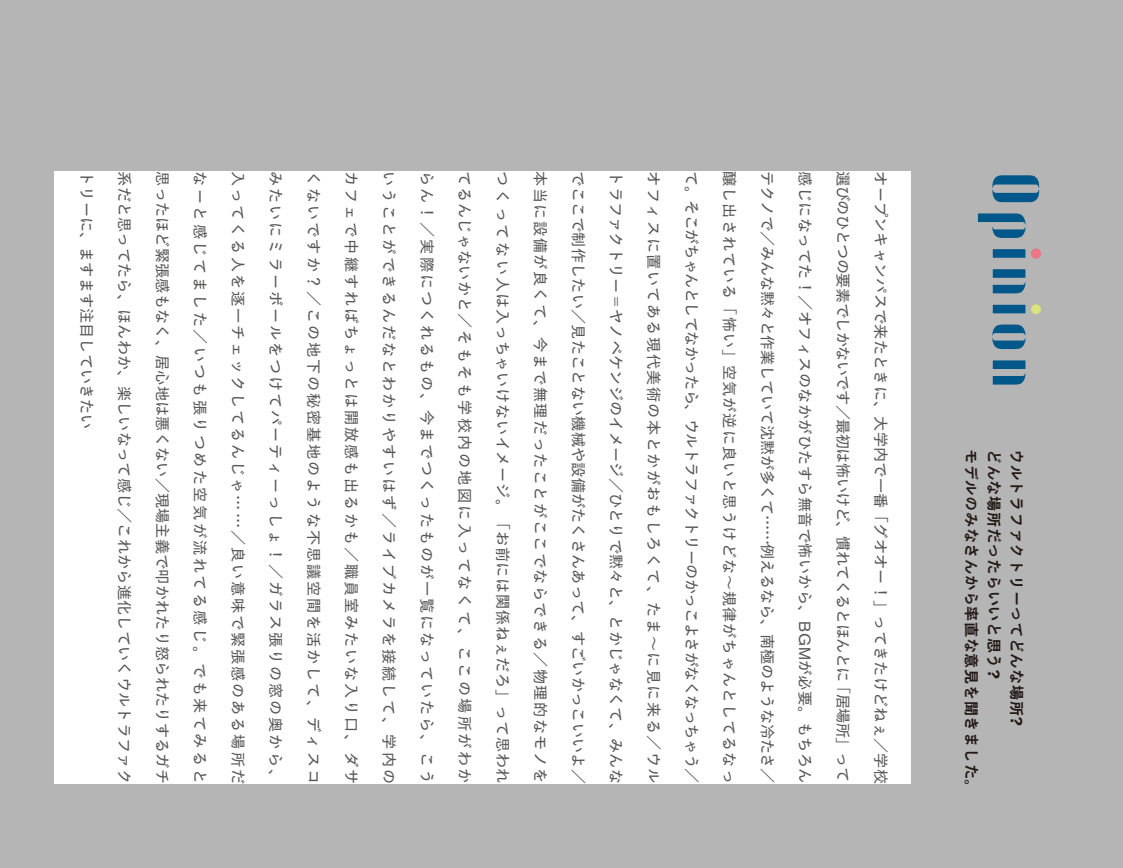 Opinion
ウルトラファクトリーってどんな場所?
どんな場所だったらいいと思う?
モデルのみなさんから率直な意見を聞きました。
オープンキャンパスで来たときに、大学内で一番「グオオー！」ってきたけどねぇ／学校
選びのひとつの要素でしかないです／最初は怖いけど、慣れてくるとほんとに「居場所」って
感じになってた！／オフィスのなかがひたすら無音で怖いから、BGMが必要。もちろん
テクノで／みんな黙々と作業していて沈黙が多くて……例えるなら、南極のような冷たさ／
醸し出されている「怖い」空気が逆に良いと思うけどな〜規律がちゃんとしてるなっ
て。そこがちゃんとしてなかったら、ウルトラファクトリーのかっこよさがなくなっちゃう／
オフィスに置いてある現代美術の本とかがおもしろくて、たま〜に見に来る／ウル
トラファクトリー＝ヤノベケンジのイメージ／ひとりで黙々と、とかじゃなくて、みんな
でここで制作したい／見たことない機械や設備がたくさんあって、すごいかっこいいよ／
本当に設備が良くて、今まで無理だったことがここでならできる／物理的なモノを
つくってない人は入っちゃいけないイメージ。「お前には関係ねぇだろ」って思われ
てるんじゃないかと／そもそも学校内の地図に入ってなくて、ここの場所がわか
らん！／実際につくれるもの、今までつくったものが一覧になっていたら、こう
いうことができるんだなとわかりやすいはず／ライブカメラを接続して、学内の
カフェで中継すればちょっとは開放感も出るかも／職員室みたいな入り口、ダサ
くないですか？／この地下の秘密基地のような不思議空間を活かして、ディスコ
みたいにミラーボールをつけてパーティーっしょ！／ガラス張りの窓の奥から、
入ってくる人を逐一チェックしてるんじゃ……／良い意味で緊張感のある場所だ
なーと感じてました／いつも張りつめた空気が流れてる感じ。でも来てみると
思ったほど緊張感もなく、居心地は悪くない／現場主義で叩かれたり怒られたりするガチ
系だと思ってたら、ほんわか、楽しいなって感じ／これから進化していくウルトラファク
トリーに、ますます注目していきたい